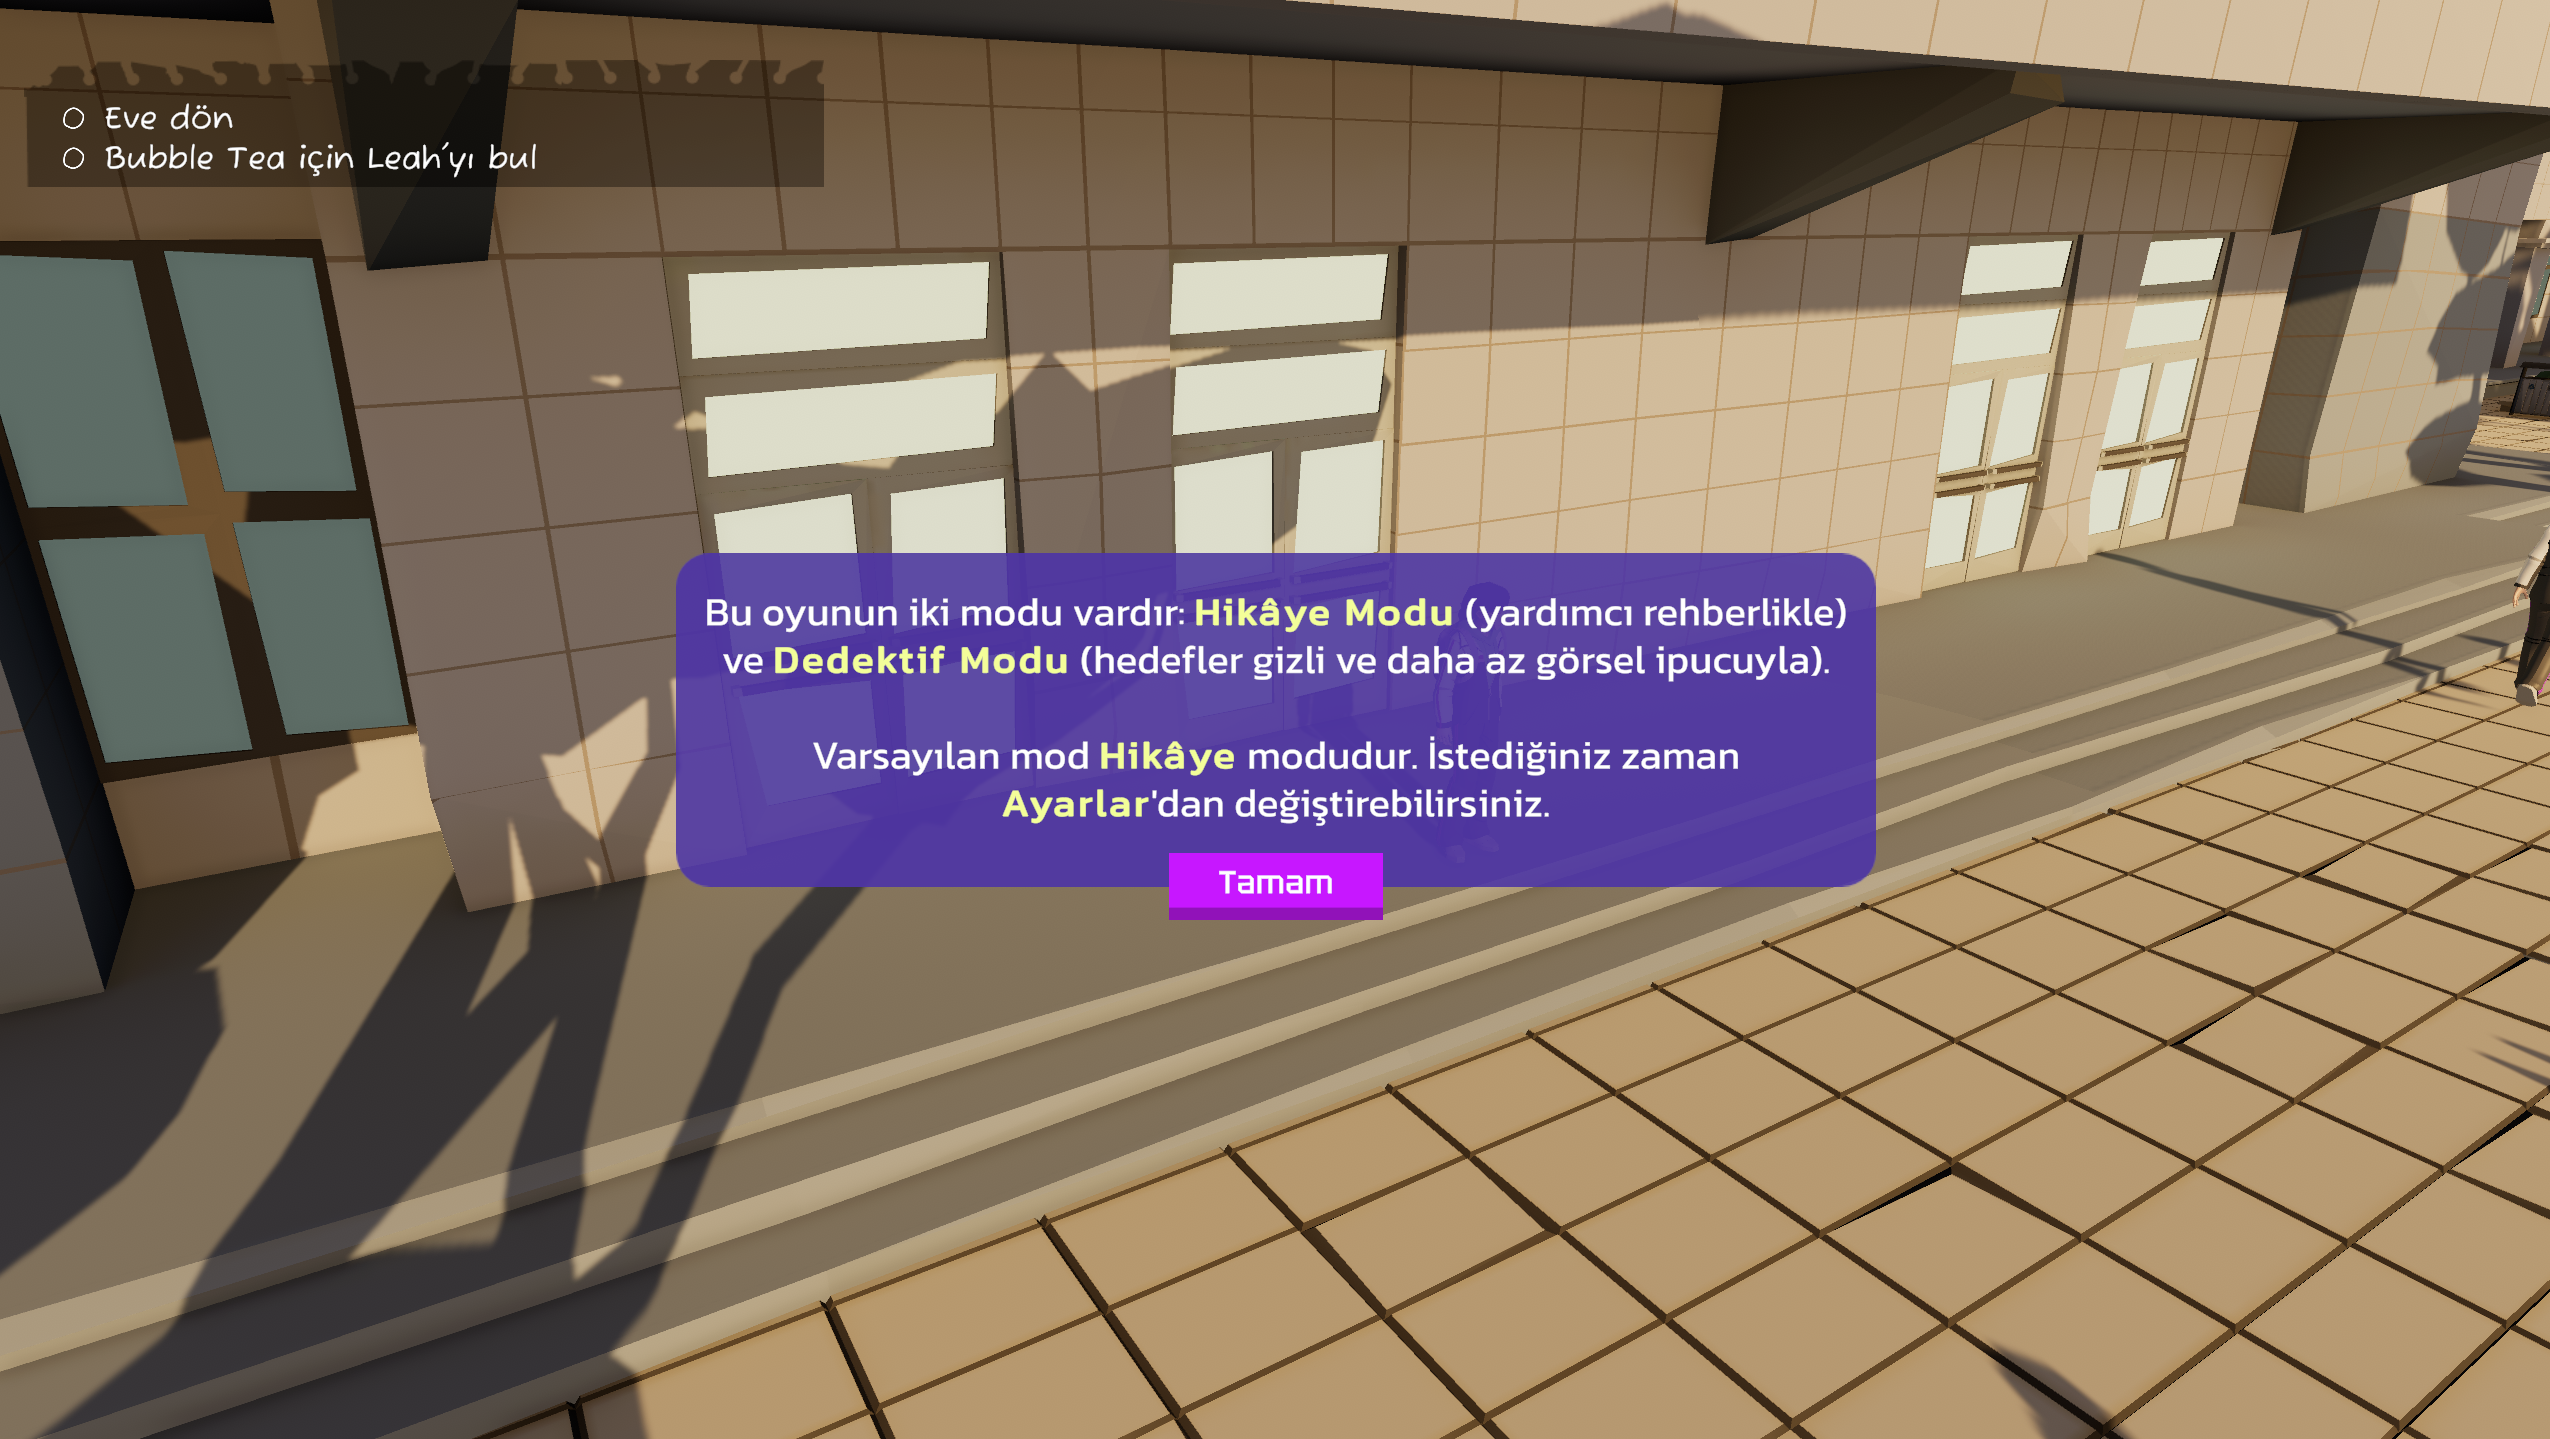 Eve dön
Bubble Tea için Leah'yı bul
Bu oyunun iki modu vardır: Hikâye Modu (yardımcı rehberlikle)
ve Dedektif Modu (hedefler gizli ve daha az görsel ipucuyla).
Varsayılan mod Hikâye modudur. İstediğiniz zaman
Ayarlar'dan değiştirebilirsiniz.
Tamam